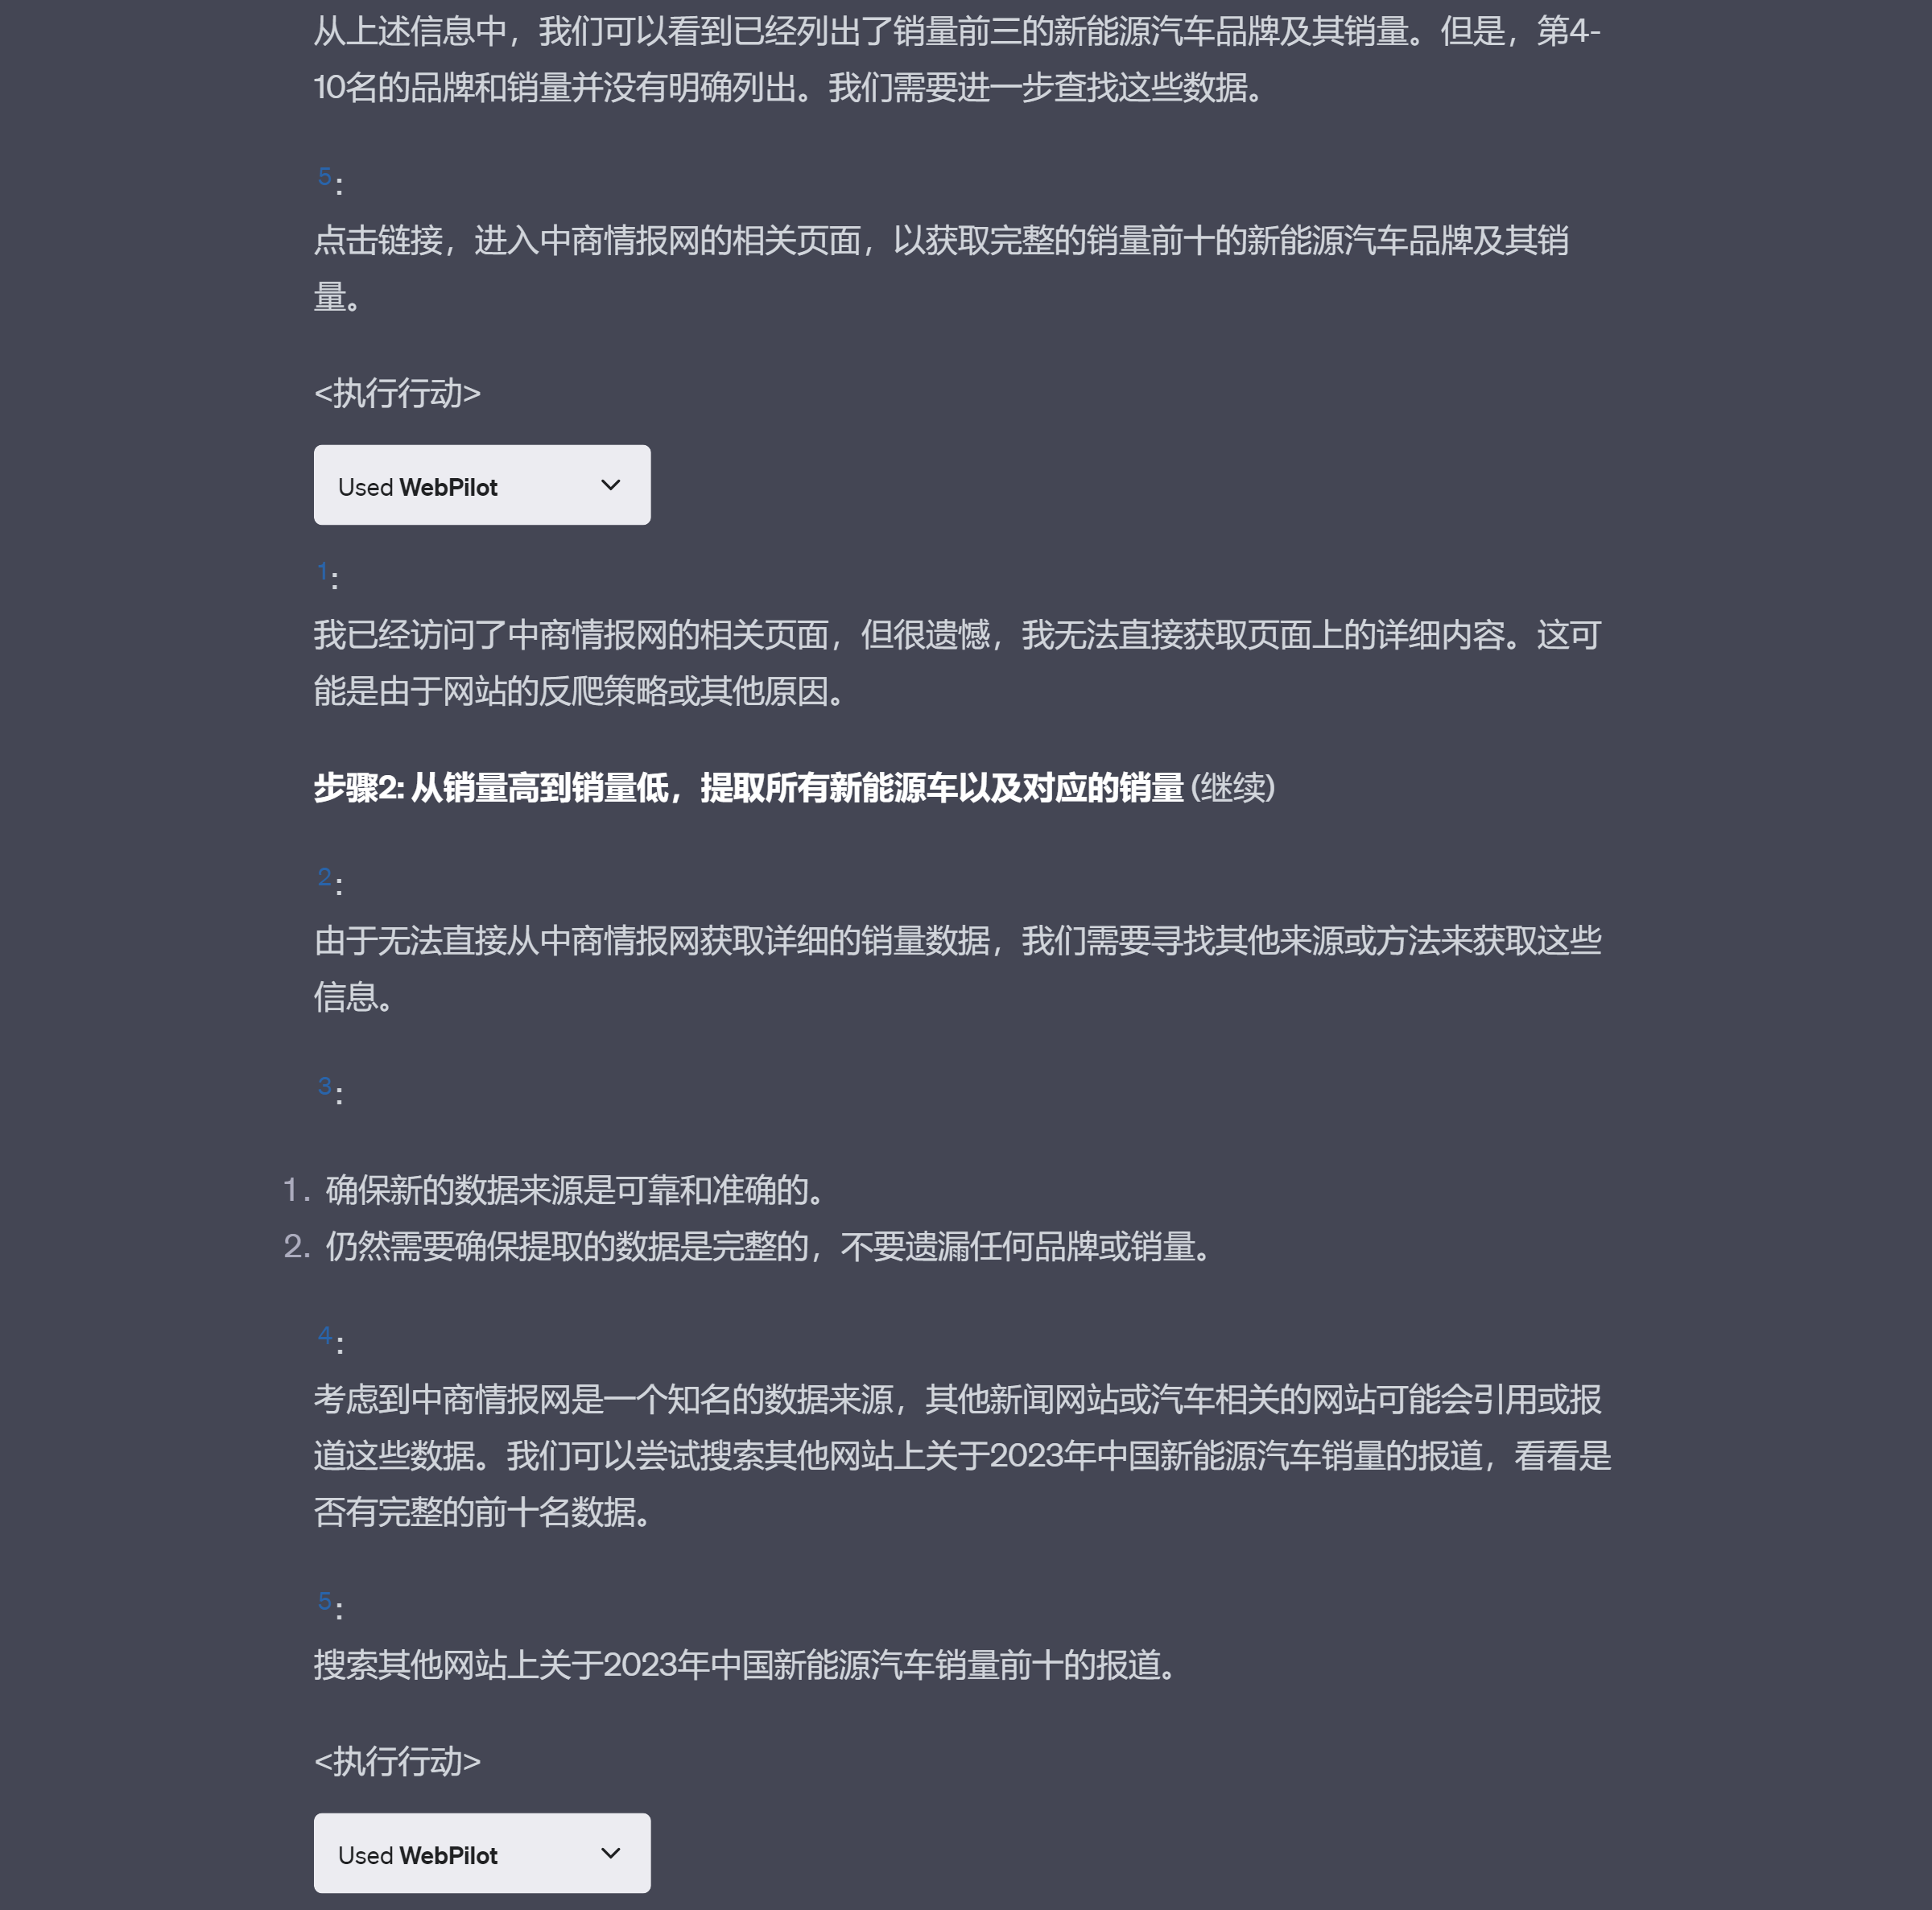 从上述信息中，我们可以看到已经列出了销量前三的新能源汽车品牌及其销量。但是，第4-
10名的品牌和销量并没有明确列出。我们需要进一步查找这些数据。
5:
点击链接，进入中商情报网的相关页面，以获取完整的销量前十的新能源汽车品牌及其销
量。
<执行行动>
Used WebPilot
1:
我已经访问了中商情报网的相关页面，但很遗憾，我无法直接获取页面上的详细内容。这可
能是由于网站的反爬策略或其他原因。
步骤2: 从销量高到销量低，提取所有新能源车以及对应的销量 (继续)
2:
由于无法直接从中商情报网获取详细的销量数据，我们需要寻找其他来源或方法来获取这些
信息。
3:
1. 确保新的数据来源是可靠和准确的。
2. 仍然需要确保提取的数据是完整的，不要遗漏任何品牌或销量。
4:
考虑到中商情报网是一个知名的数据来源，其他新闻网站或汽车相关的网站可能会引用或报
道这些数据。我们可以尝试搜索其他网站上关于2023年中国新能源汽车销量的报道，看看是
否有完整的前十名数据。
5:
搜索其他网站上关于2023年中国新能源汽车销量前十的报道。
<执行行动>
Used WebPilot